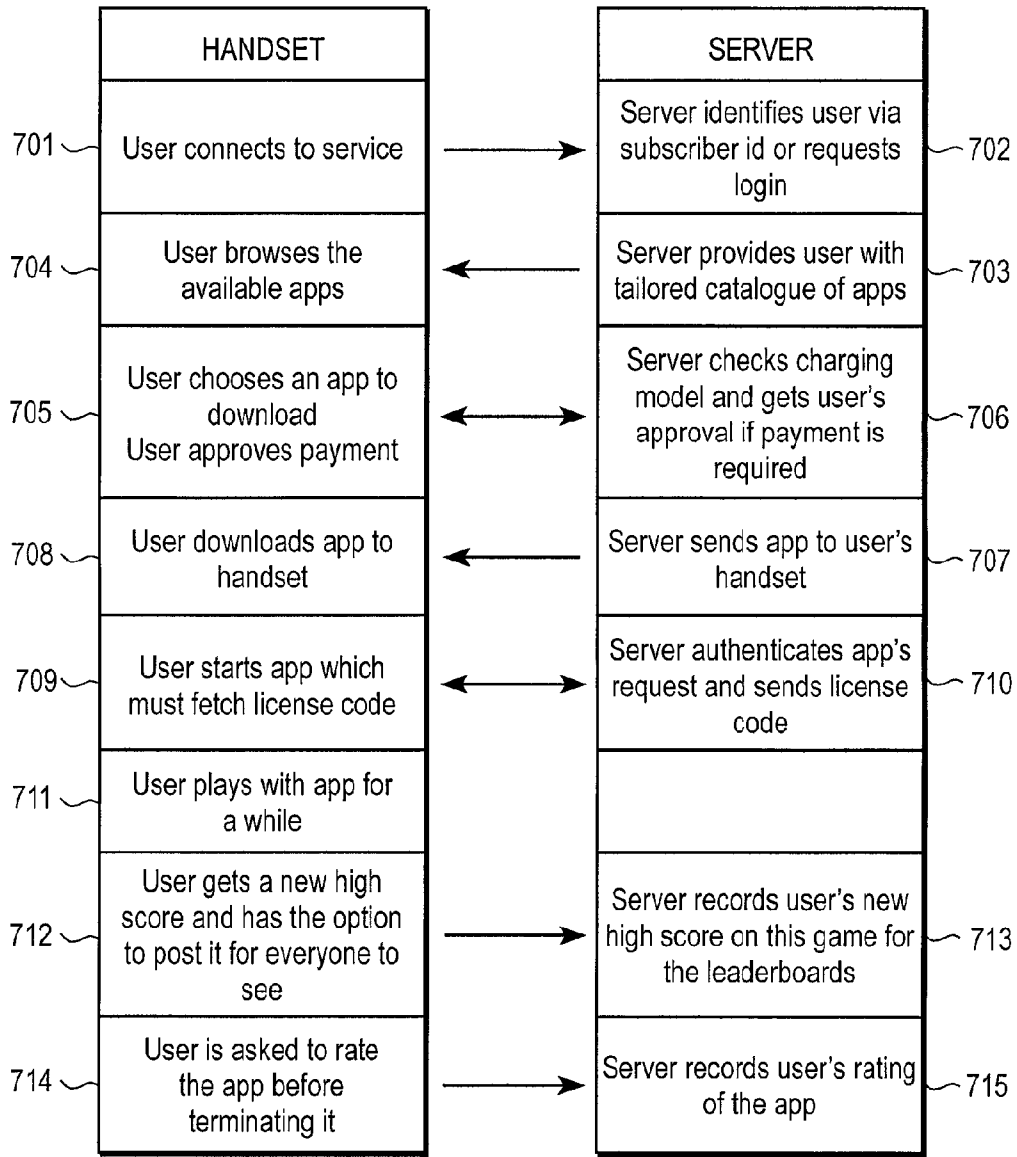 HANDSET
SERVER
701
User connects to service
Server identifies user via
subscriber id or requests
login
702
704
User browses the
available apps
Server provides user with
tailored catalogue of apps
703
705
User chooses an app to
download
User approves payment
Server checks charging
model and gets user's
approval if payment is
required
706
708
User downloads app to
handset
Server sends app to user's
handset
707
709
User starts app which
must fetch license code
Server authenticates app's
request and sends license
code
710
711
User plays with app for
a while
712
User gets a new high
score and has the option
to post it for everyone to
see
Server records user's new
high score on this game for
the leaderboards
713
714
User is asked to rate
the app before
terminating it
Server records user's rating
of the app
715